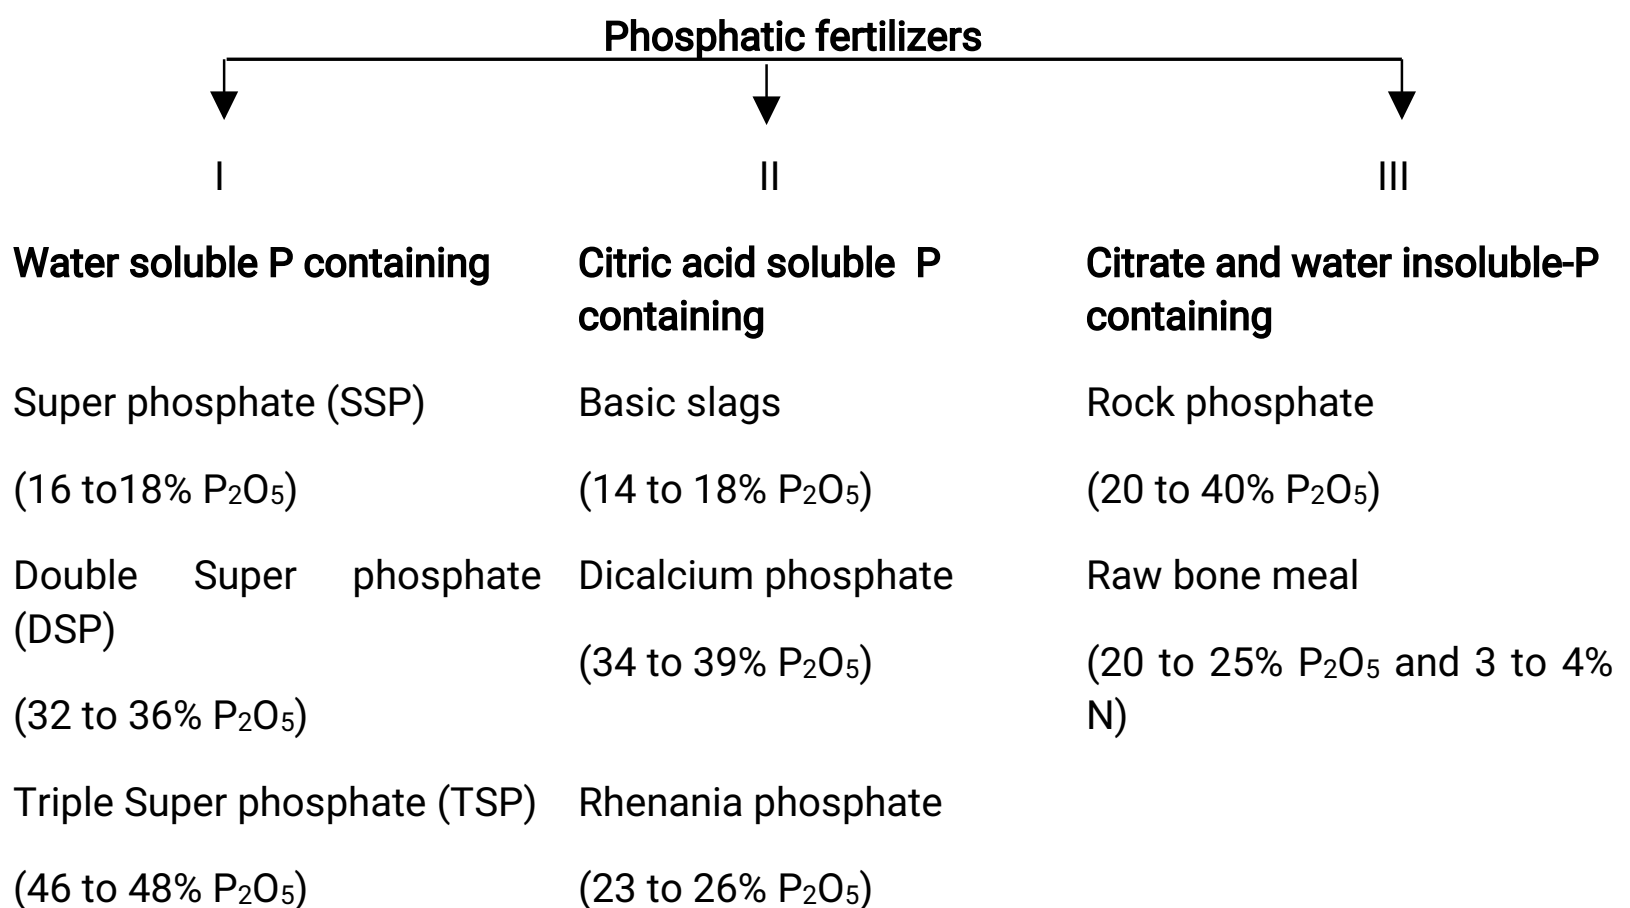 Phosphatic fertilizers
I
II
III
Water soluble P containing
Citric acid soluble P
containing
Citrate and water insoluble-P
containing
Super phosphate (SSP)
Basic slags
Rock phosphate
(16 to18% P₂O₅)
(14 to 18% P₂O₅)
(20 to 40% P₂O₅)
Double Super phosphate
(DSP)
Dicalcium phosphate
Raw bone meal
(32 to 36% P₂O₅)
(34 to 39% P₂O₅)
(20 to 25% P₂O₅ and 3 to 4%
N)
Triple Super phosphate (TSP)
Rhenania phosphate
(46 to 48% P₂O₅)
(23 to 26% P₂O₅)